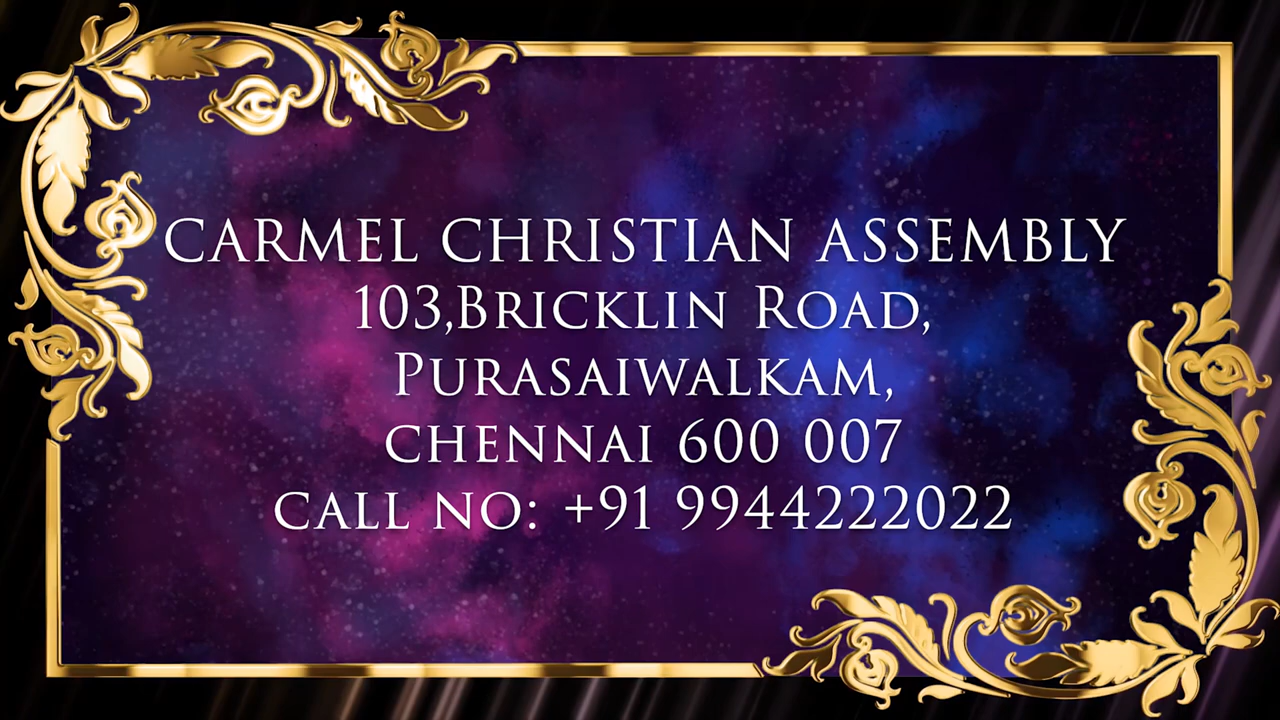 CARMEL CHRISTIAN ASSEMBLY
103,BRICKLIN ROAD,
PURASAIWALKAM,
CHENNAI 600 007
CALL NO: +91 9944222022